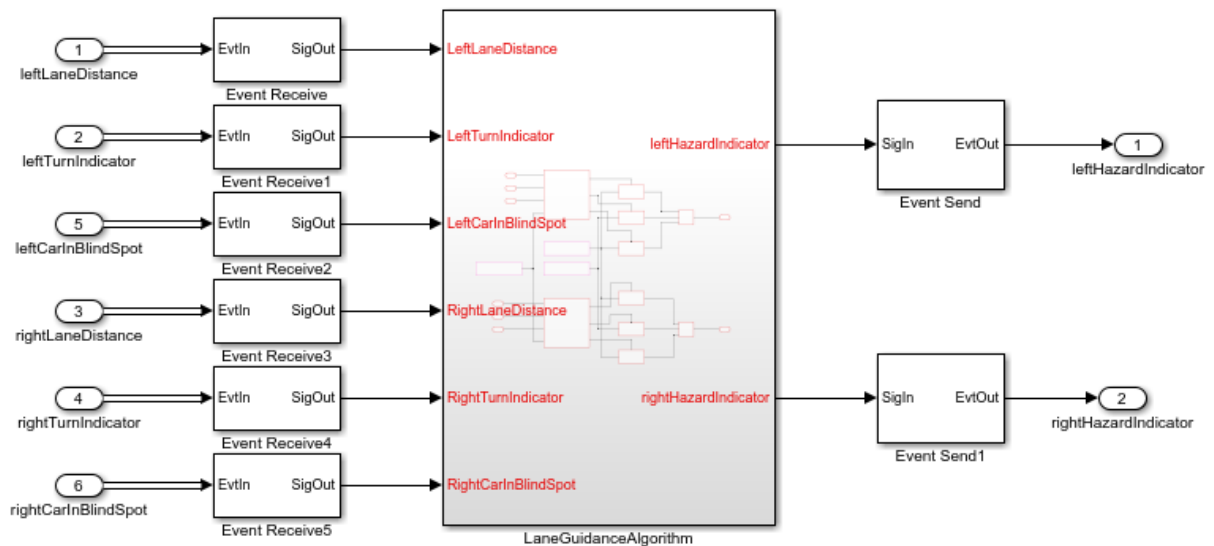 1
leftLaneDistance
EvtIn SigOut
Event Receive
LeftLaneDistance
2
leftTurnIndicator
EvtIn SigOut
Event Receive1
LeftTurnIndicator
5
leftCarInBlindSpot
EvtIn SigOut
Event Receive2
LeftCarInBlindSpot
3
rightLaneDistance
EvtIn SigOut
Event Receive3
RightLaneDistance
4
rightTurnIndicator
EvtIn SigOut
Event Receive4
RightTurnIndicator
6
rightCarInBlindSpot
EvtIn SigOut
Event Receive5
RightCarInBlindSpot
leftHazardIndicator
rightHazardIndicator
LaneGuidanceAlgorithm
SigIn EvtOut
Event Send
1
leftHazardIndicator
SigIn EvtOut
Event Send1
2
rightHazardIndicator